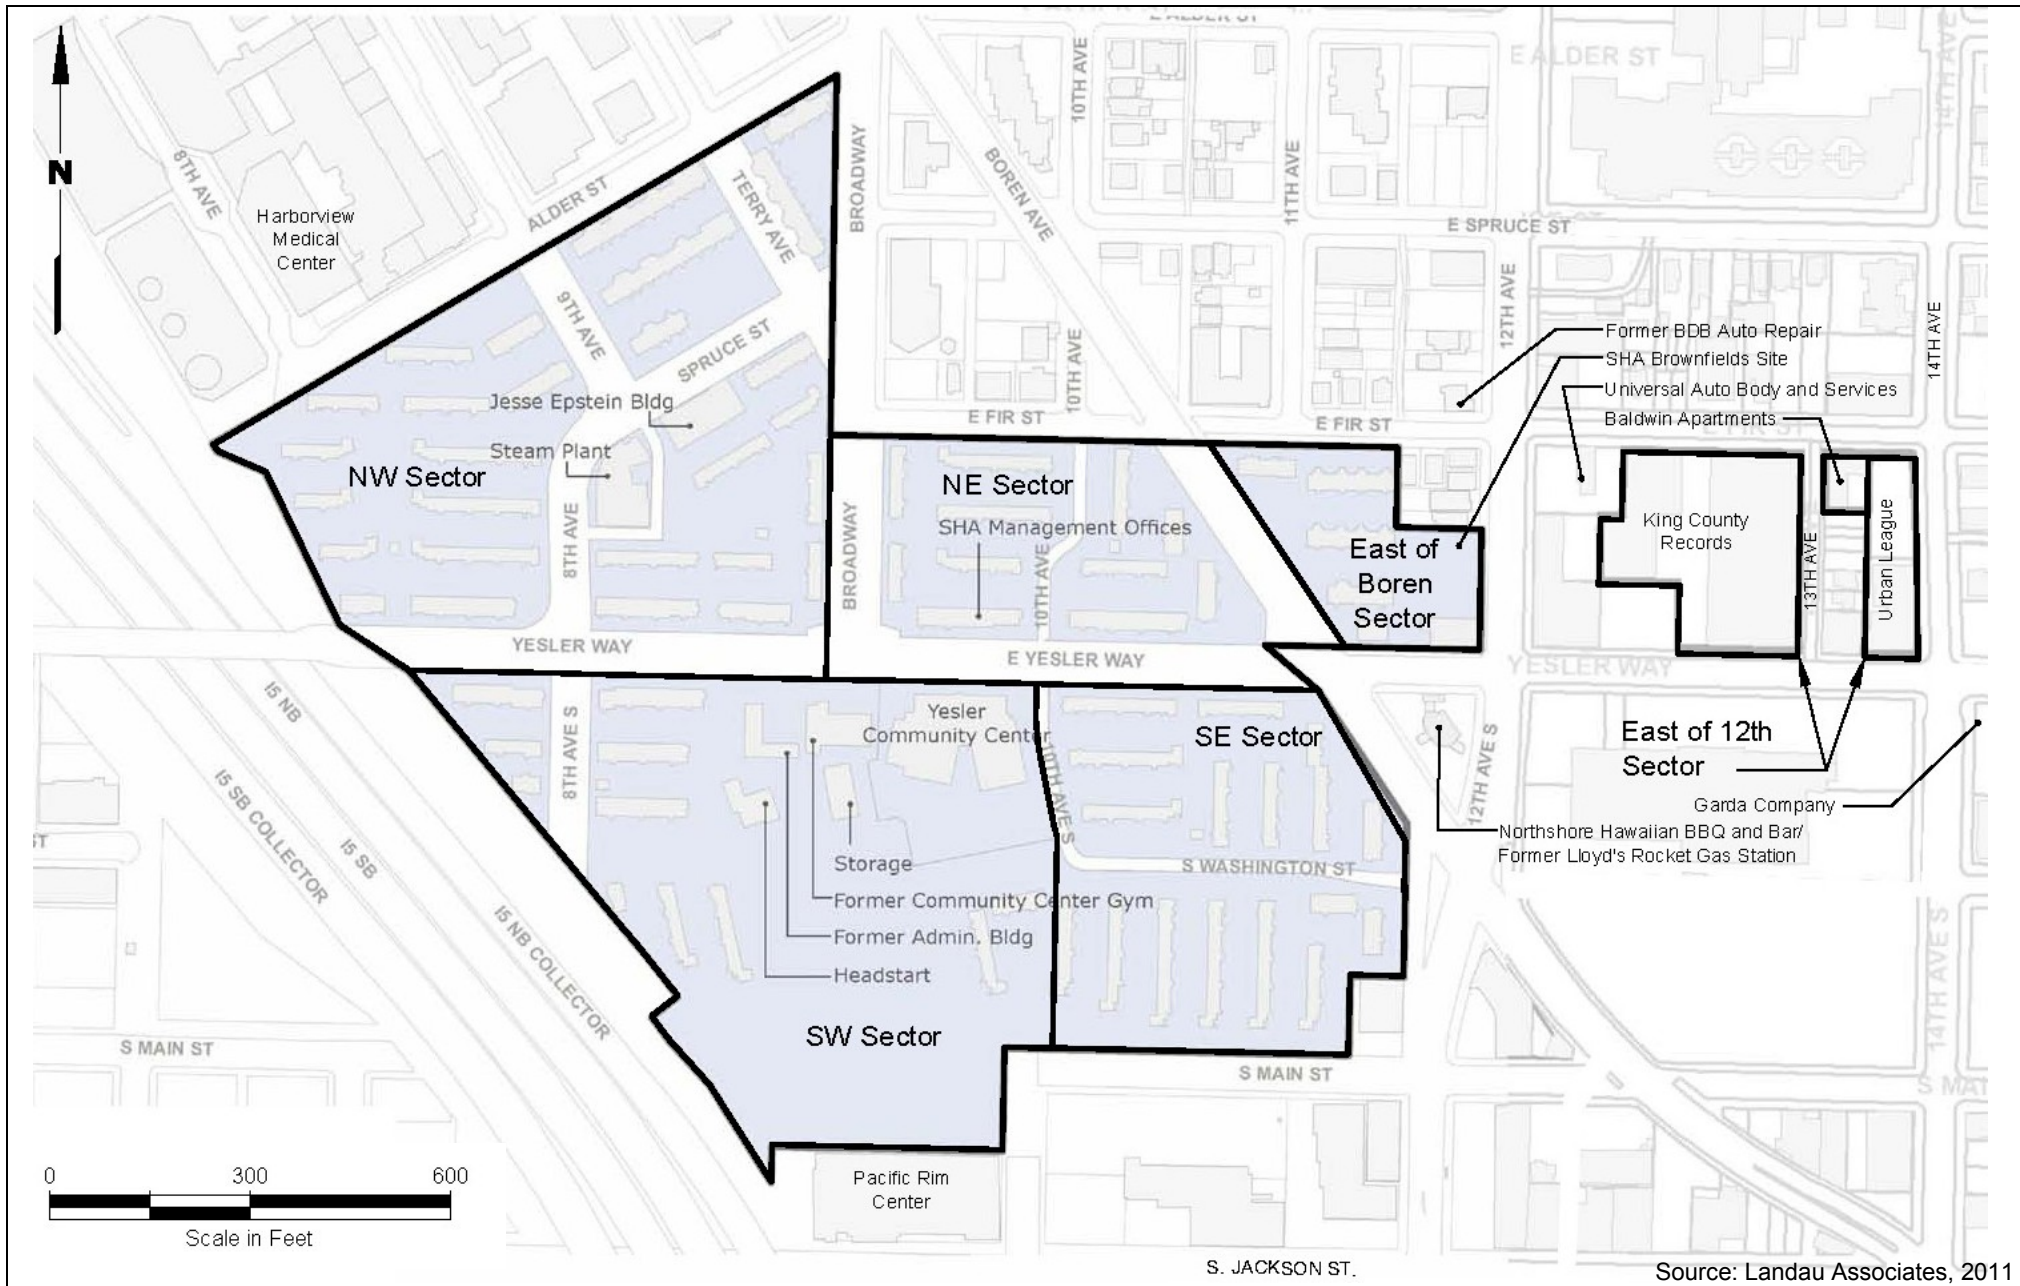 E ALDER ST
E ALDER ST
14TH AVE
10TH AVE
BROADWAY
BOREN AVE
11TH AVE
8TH AVE
Harborview
Medical
Center
ALDER ST
TERRY AVE
E SPRUCE ST
N
9TH AVE
SPRUCE ST
10TH AVE
12TH AVE
14TH AVE
Former BDB Auto Repair
SHA Brownfields Site
Universal Auto Body and Services
Baldwin Apartments
Jesse Epstein Bldg
E FIR ST
E FIR ST
E FIR ST
Steam Plant
NW Sector
NE Sector
SHA Management Offices
8TH AVE
BROADWAY
10TH AVE
East of
Boren
Sector
King County
Records
13TH AVE
Urban League
YESLER WAY
E YESLER WAY
YESLER WAY
I5 NB
8TH AVE S
Yesler
Community Center
10TH AVE S
SE Sector
12TH AVE S
East of 12th
Sector
Garda Company
Northshore Hawaiian BBQ and Bar/
Former Lloyd's Rocket Gas Station
I5 SB COLLECTOR
I5 SB
ST
Storage
S WASHINGTON ST
Former Community Center Gym
Former Admin. Bldg
Headstart
I5 NB COLLECTOR
14TH AVE S
SW Sector
S MAIN ST
S MAIN ST
S MAI
0 300 600
Scale in Feet
Pacific Rim
Center
S. JACKSON ST.
Source: Landau Associates, 2011